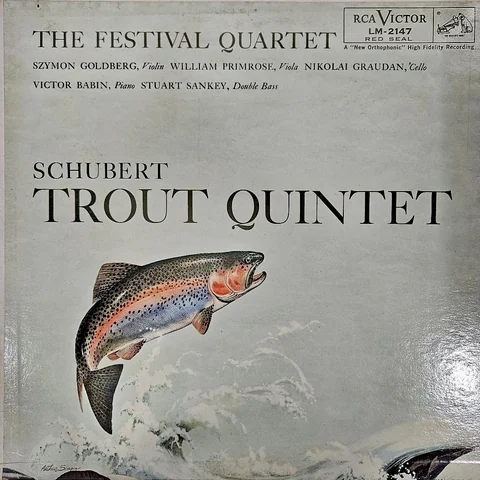 THE FESTIVAL QUARTET
RCA VICTOR
LM-2147
RED SEAL
A "New Orthophonic" High Fidelity Recording
SZYMON GOLDBERG, Violin WILLIAM PRIMROSE, Viola NIKOLAI GRAUDAN, 'Cello
VICTOR BABIN, Piano STUART SANKEY, Double Bass
SCHUBERT
TROUT QUINTET